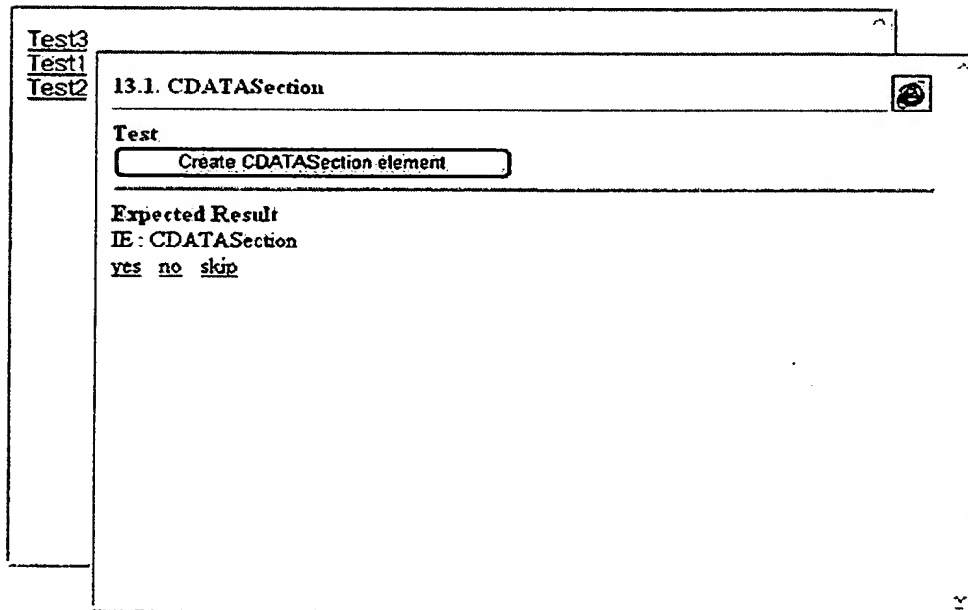 Test3
Test1
Test2
13.1. CDATASection
Test
Create CDATASection element
Expected Result
IE : CDATASection
yes no skip